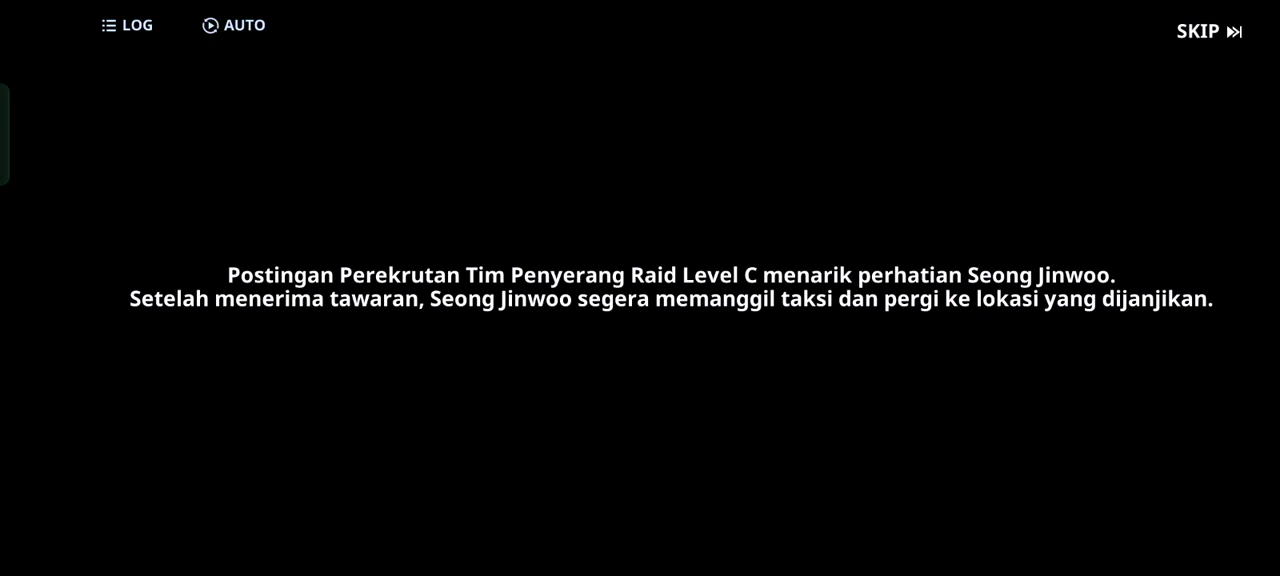 LOG
AUTO
SKIP
Postingan Perekrutan Tim Penyerang Raid Level C menarik perhatian Seong Jinwoo.
Setelah menerima tawaran, Seong Jinwoo segera memanggil taksi dan pergi ke lokasi yang dijanjikan.